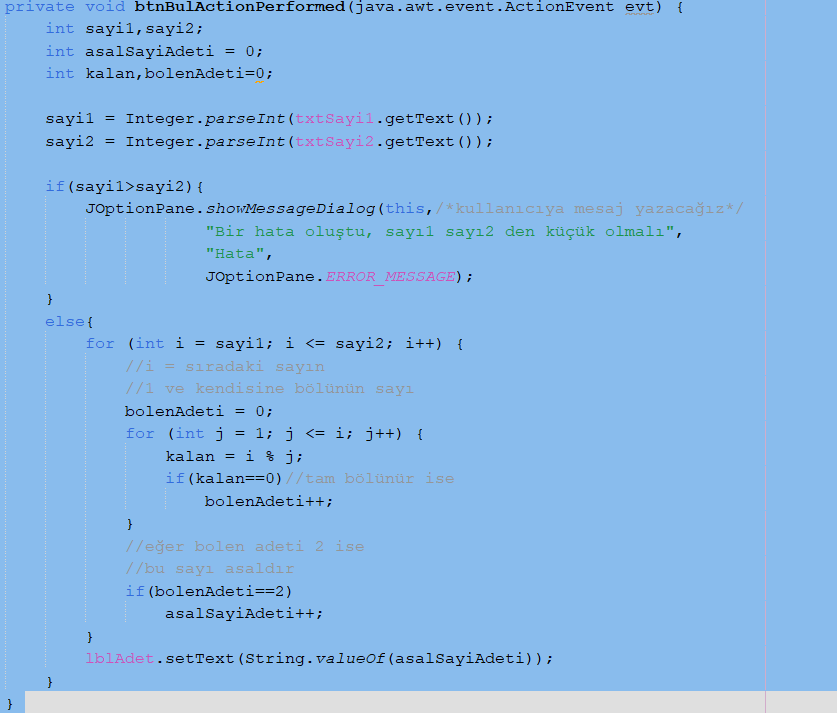 private void btnBulActionPerformed(java.awt.event.ActionEvent evt) {
    int sayi1,sayi2;
    int asalSayiAdeti = 0;
    int kalan,bolenAdeti=0;

    sayi1 = Integer.parseInt(txtSayi1.getText());
    sayi2 = Integer.parseInt(txtSayi2.getText());

    if(sayi1>sayi2){
        JOptionPane.showMessageDialog(this,/*kullanıcıya mesaj yazacağız*/
                    "Bir hata oluştu, sayı1 sayı2 den küçük olmalı",
                    "Hata",
                    JOptionPane.ERROR_MESSAGE);
    }
    else{
        for (int i = sayi1; i <= sayi2; i++) {
            //i = sıradaki sayın
            //1 ve kendisine bölünün sayı
            bolenAdeti = 0;
            for (int j = 1; j <= i; j++) {
                kalan = i % j;
                if(kalan==0)//tam bölünür ise
                    bolenAdeti++;
            }
            //eğer bolen adeti 2 ise
            //bu sayı asaldır
            if(bolenAdeti==2)
                asalSayiAdeti++;
        }
        lblAdet.setText(String.valueOf(asalSayiAdeti));
    }
}